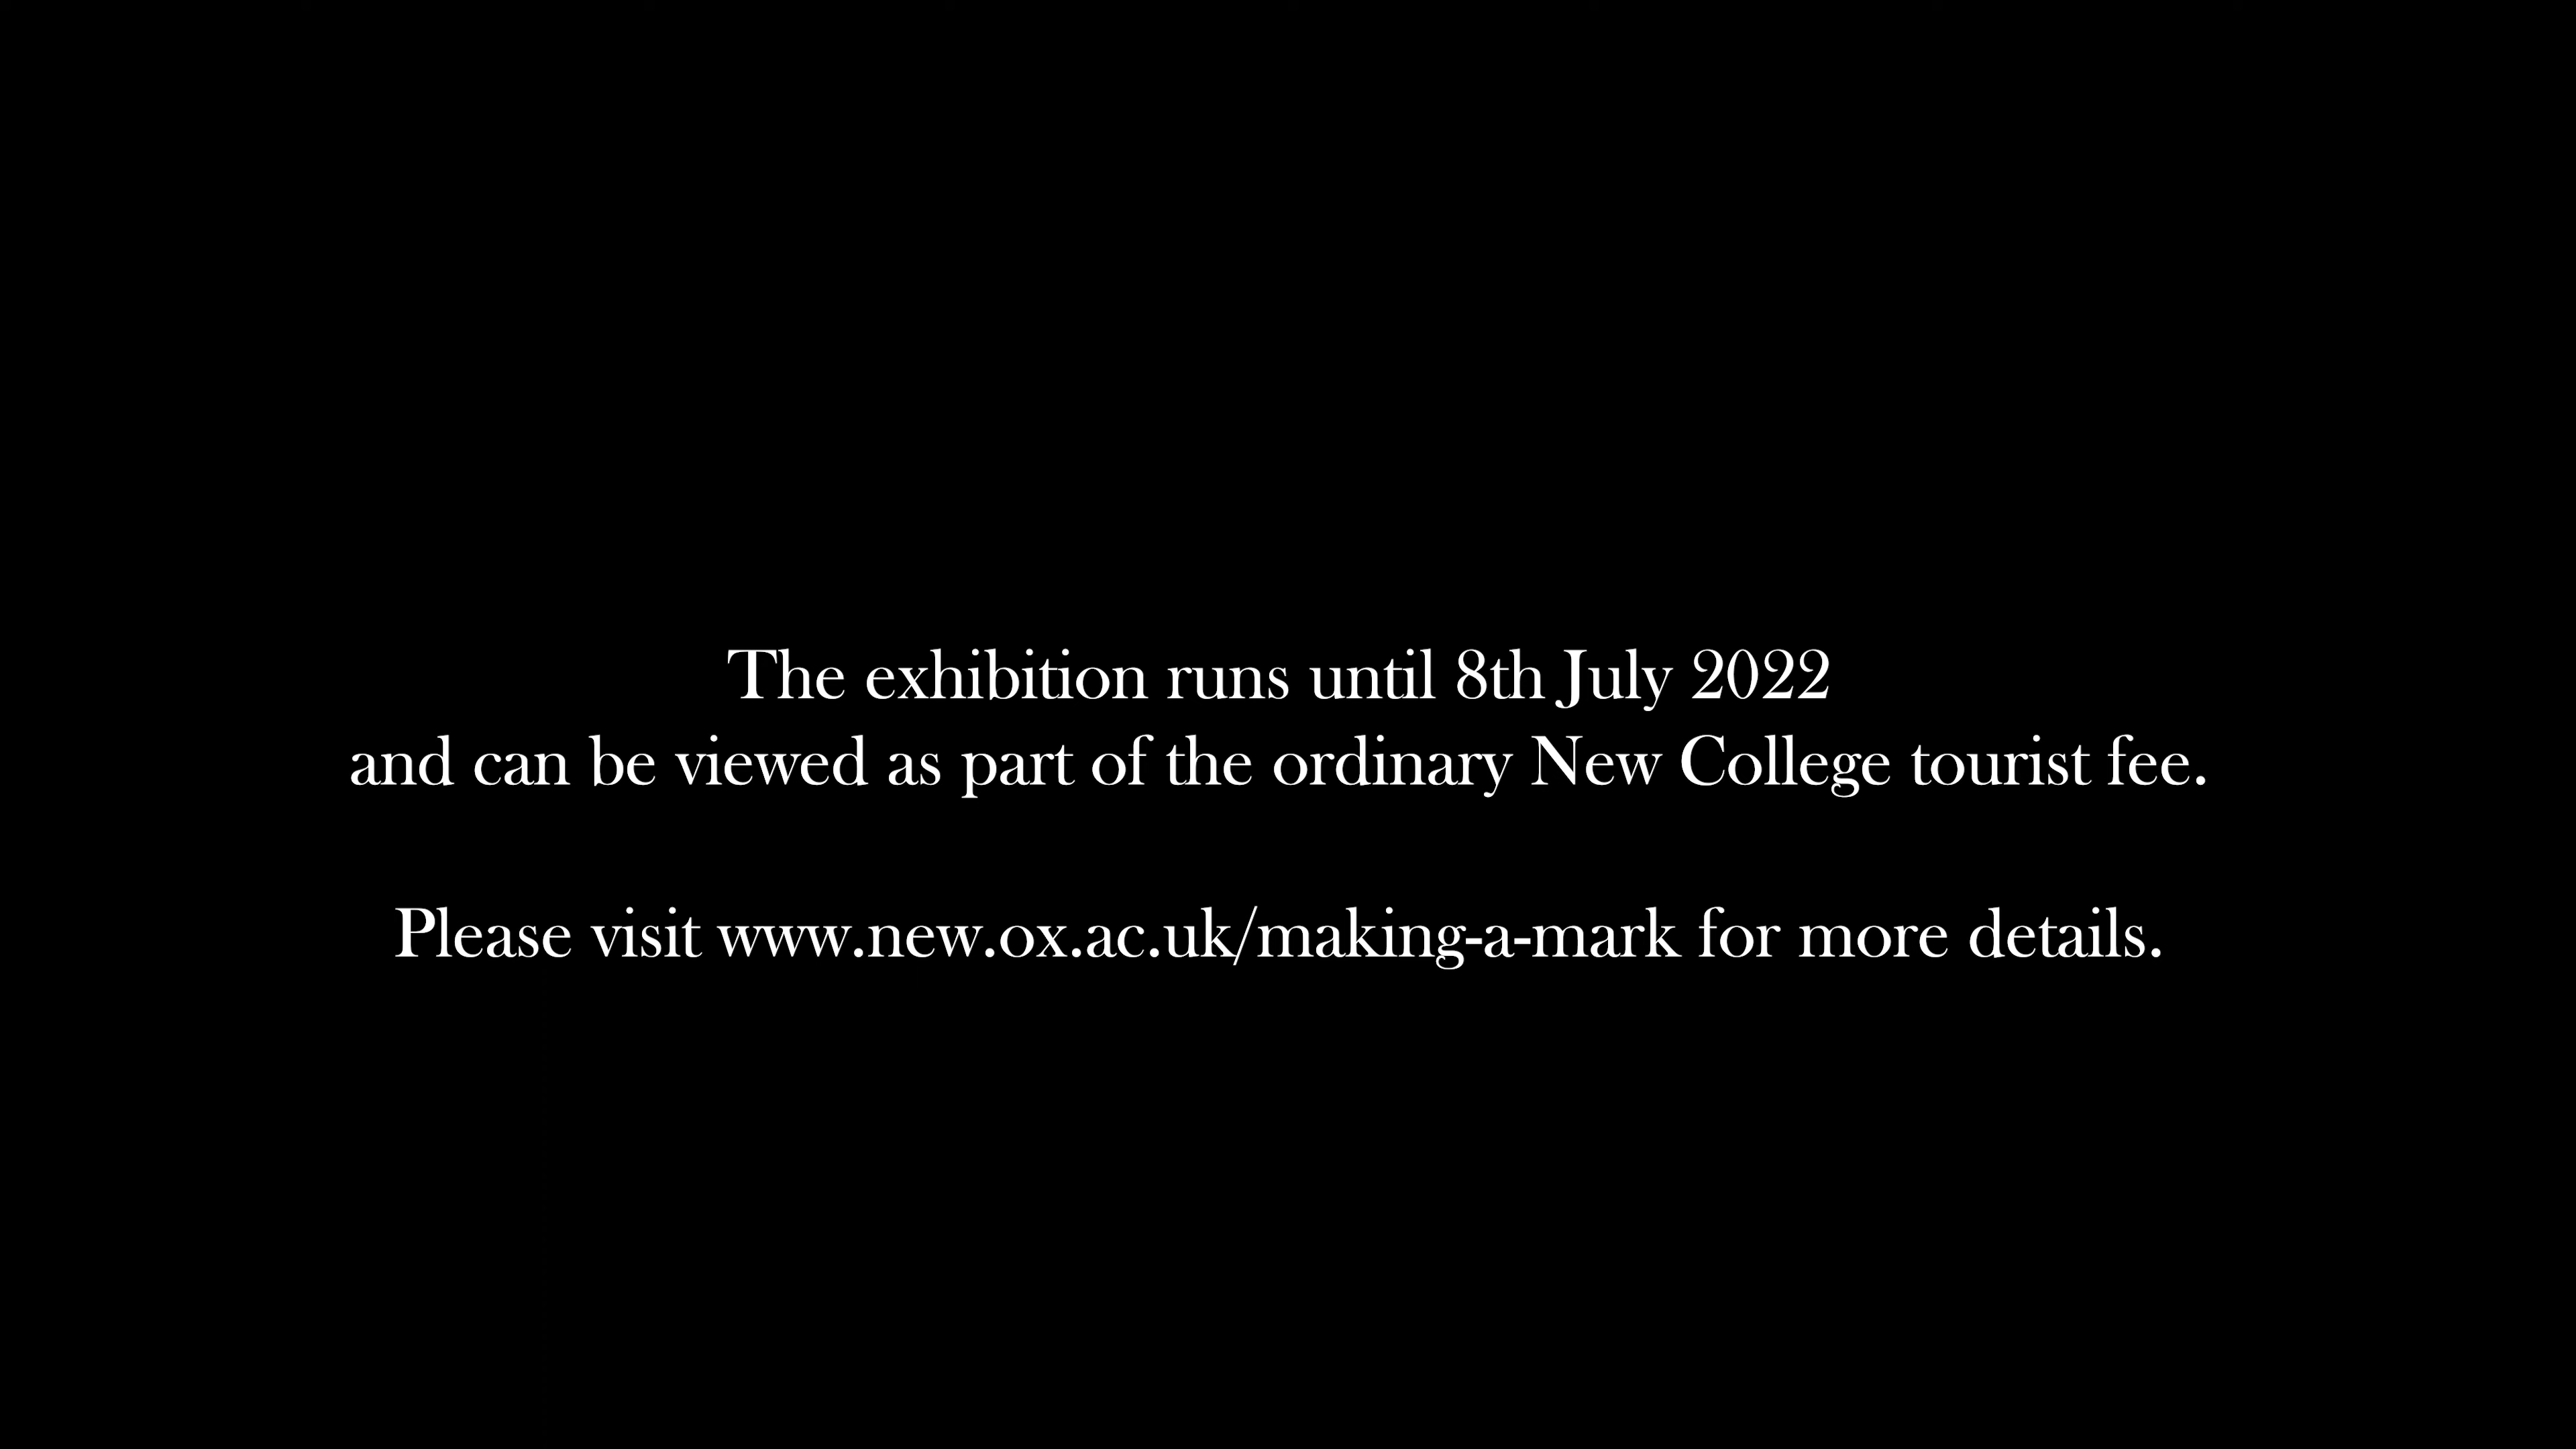 The exhibition runs until 8th July 2022
and can be viewed as part of the ordinary New College tourist fee.
Please visit www.new.ox.ac.uk/making-a-mark for more details.